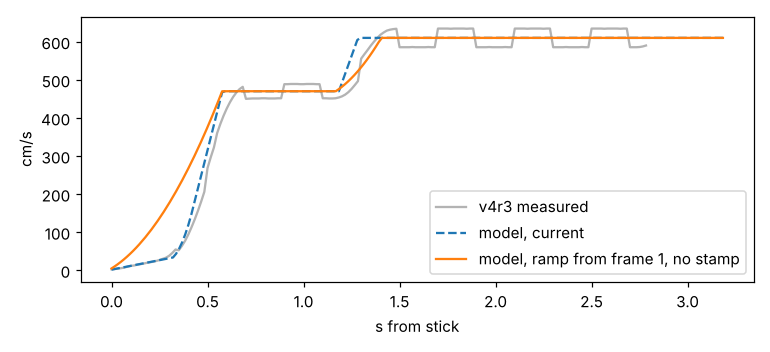 600
500
400
300
200
100
0
cm/s
0.0 0.5 1.0 1.5 2.0 2.5 3.0
s from stick
v4r3 measured
model, current
model, ramp from frame 1, no stamp